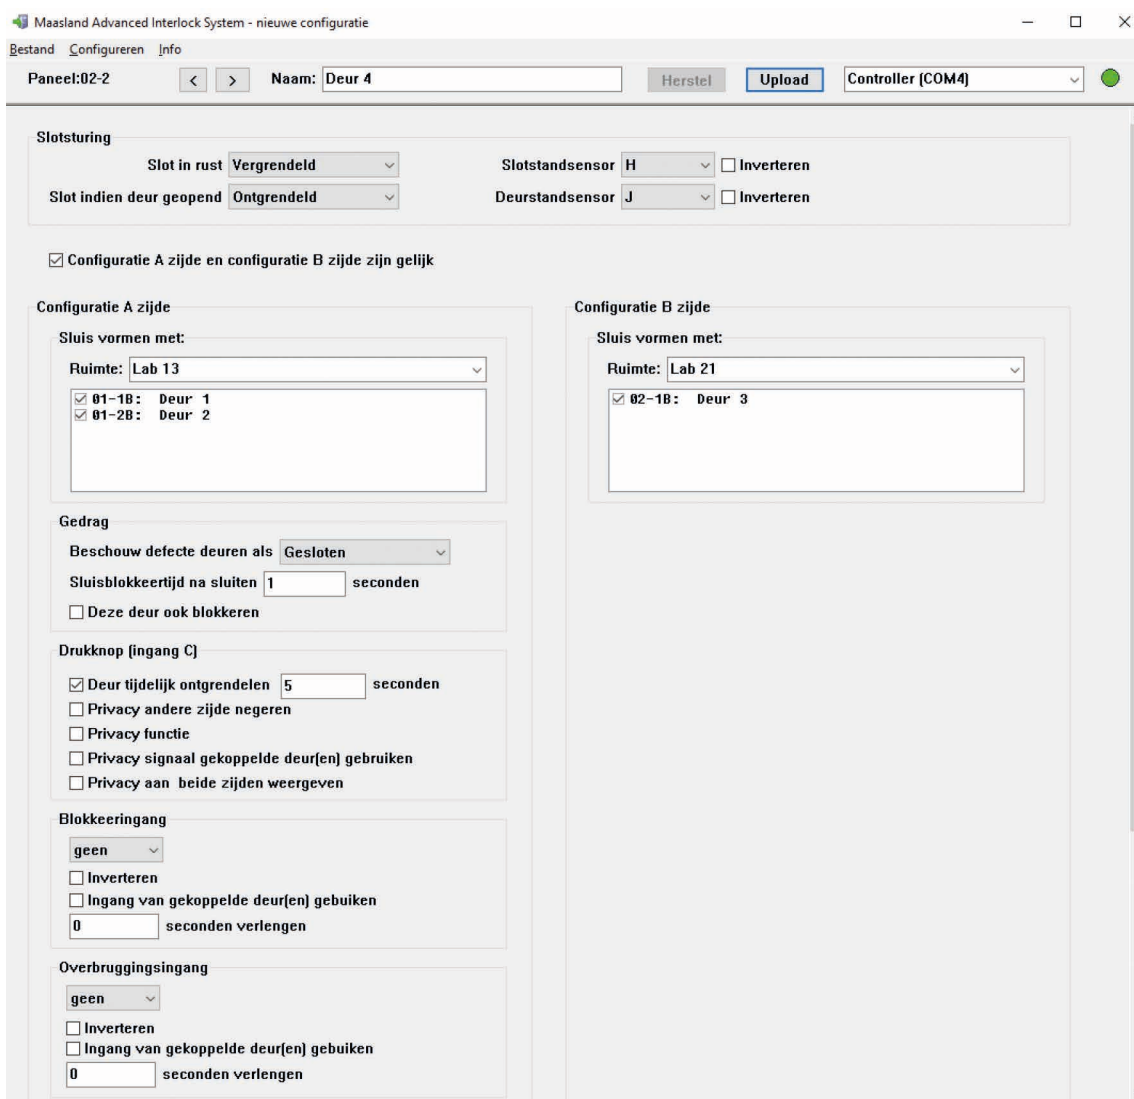 Maasland Advanced Interlock System - nieuwe configuratie
Bestand Configureren Info
Paneel:02-2 < > Naam: Deur 4 Herstel Upload Controller (COM4)
Slotsturing
Slot in rust Vergrendeld Slotstandsensor H Inverteren
Slot indien deur geopend Ontgrendeld Deurstandsensor J Inverteren
Configuratie A zijde en configuratie B zijde zijn gelijk
Configuratie A zijde
Sluis vormen met:
Ruimte: Lab 13
01-1B: Deur 1
01-2B: Deur 2
Configuratie B zijde
Sluis vormen met:
Ruimte: Lab 21
02-1B: Deur 3
Gedrag
Beschouw defecte deuren als Gesloten
Sluisblokkeertijd na sluiten 1 seconden
Deze deur ook blokkeren
Drukknop (ingang C)
Deur tijdelijk ontgrendelen 5 seconden
Privacy andere zijde negeren
Privacy functie
Privacy signaal gekoppelde deur(en) gebruiken
Privacy aan beide zijden weergeven
Blokkeeringang
geen
Inverteren
Ingang van gekoppelde deur(en) gebuiken
0 seconden verlengen
Overbruggingsingang
geen
Inverteren
Ingang van gekoppelde deur(en) gebuiken
0 seconden verlengen